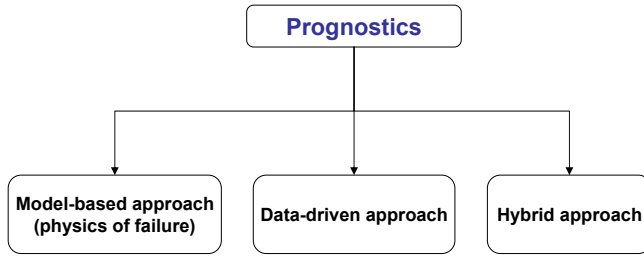 Prognostics
Model-based approach
(physics of failure)
Data-driven approach
Hybrid approach